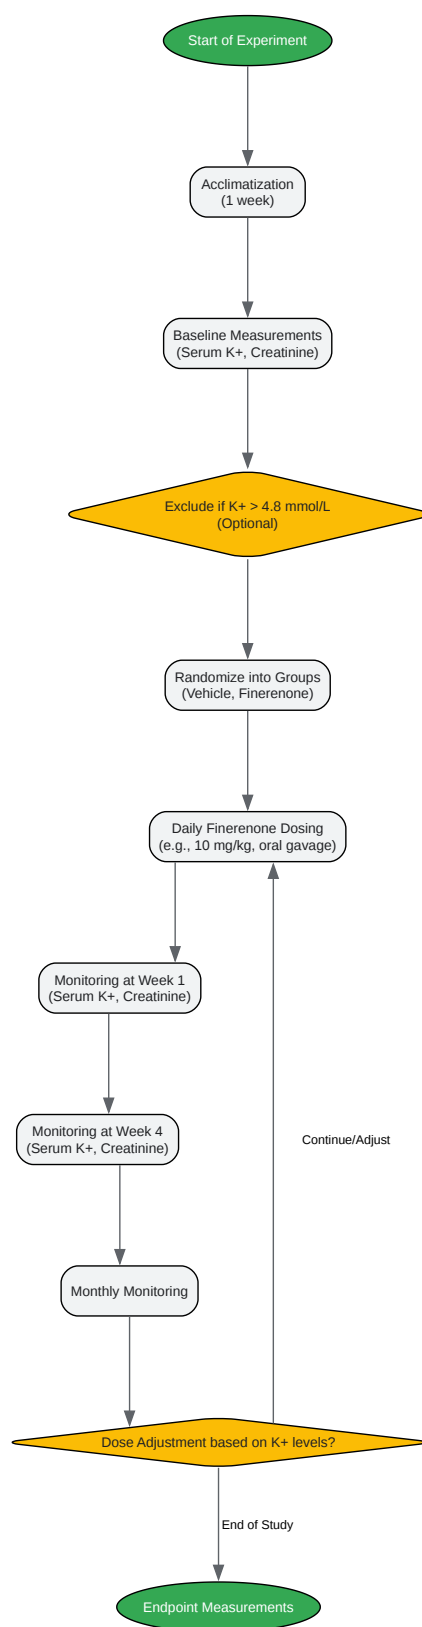 Start of Experiment
Acclimatization
(1 week)
Baseline Measurements
(Serum K+, Creatinine)
Exclude if K+ > 4.8 mmol/L
(Optional)
Randomize into Groups
(Vehicle, Finerenone)
Daily Finerenone Dosing
(e.g., 10 mg/kg, oral gavage)
Monitoring at Week 1
(Serum K+, Creatinine)
Monitoring at Week 4
(Serum K+, Creatinine)
Continue/Adjust
Monthly Monitoring
Dose Adjustment based on K+ levels?
End of Study
Endpoint Measurements